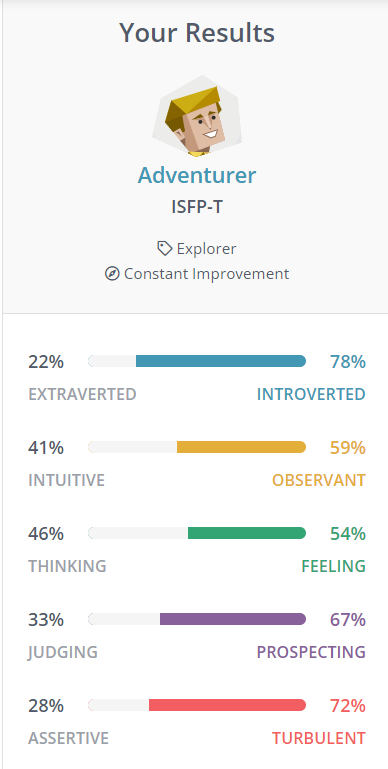 Your Results
Adventurer
ISFP-T
Explorer
Constant Improvement
22% 78%
EXTRAVERTED INTROVERTED
41% 59%
INTUITIVE OBSERVANT
46% 54%
THINKING FEELING
33% 67%
JUDGING PROSPECTING
28% 72%
ASSERTIVE TURBULENT